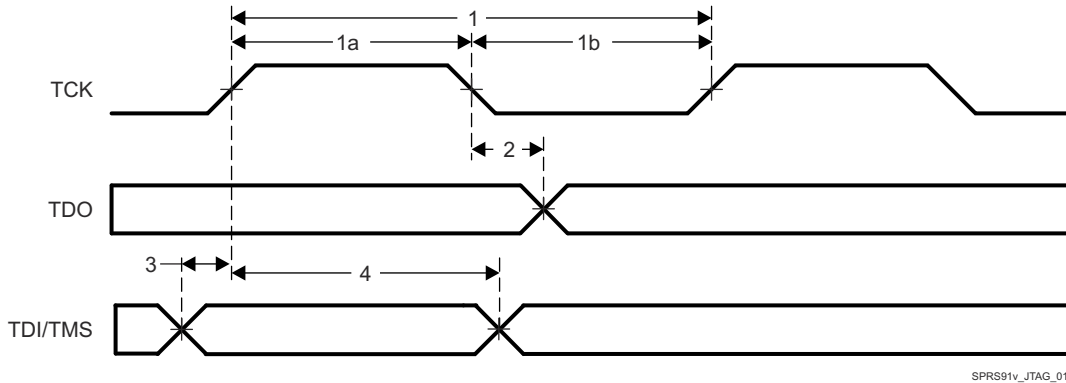 1
1a
1b
TCK
2
TDO
3
4
TDI/TMS
SPRS91v_JTAG_01